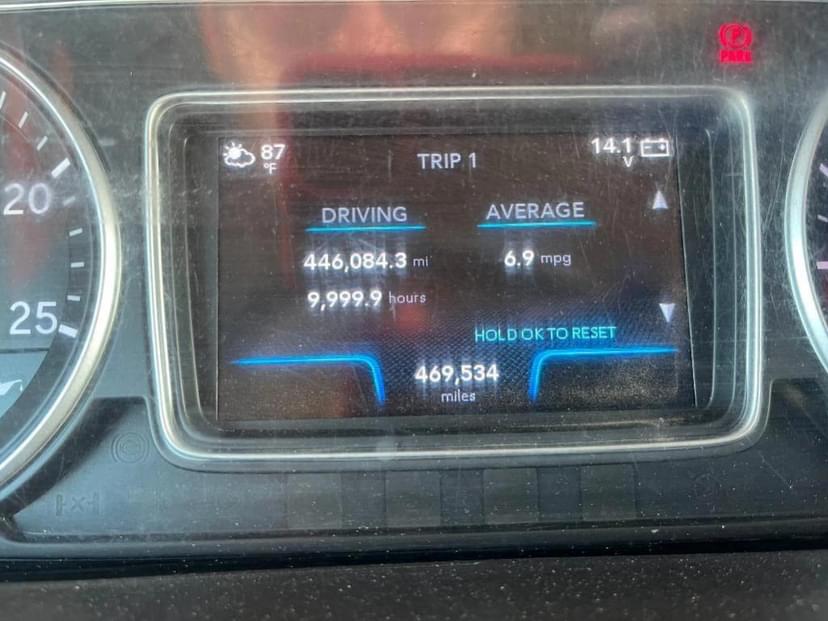 PARK
87 °F
TRIP 1
14.1 V
DRIVING
AVERAGE
446,084.3 mi
6.9 mpg
9,999.9 hours
HOLD OK TO RESET
469,534
miles
20
25